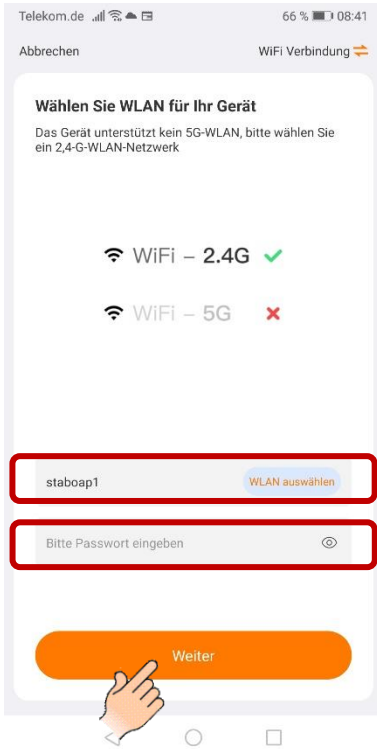 Telekom.de 66 % 08:41
Abbrechen WiFi Verbindung
Wählen Sie WLAN für Ihr Gerät
Das Gerät unterstützt kein 5G-WLAN, bitte wählen Sie
ein 2,4-G-WLAN-Netzwerk
WiFi – 2.4G
WiFi – 5G
staboap1 WLAN auswählen
Bitte Passwort eingeben
Weiter